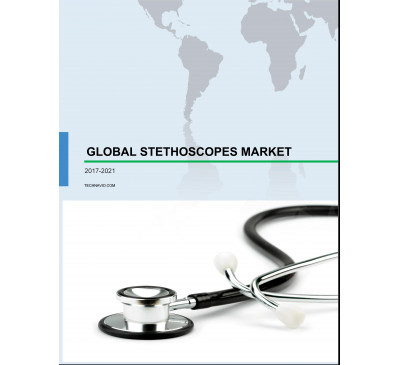 GLOBAL STETHOSCOPES MARKET
2017-2021
TECHNAVIO.COM